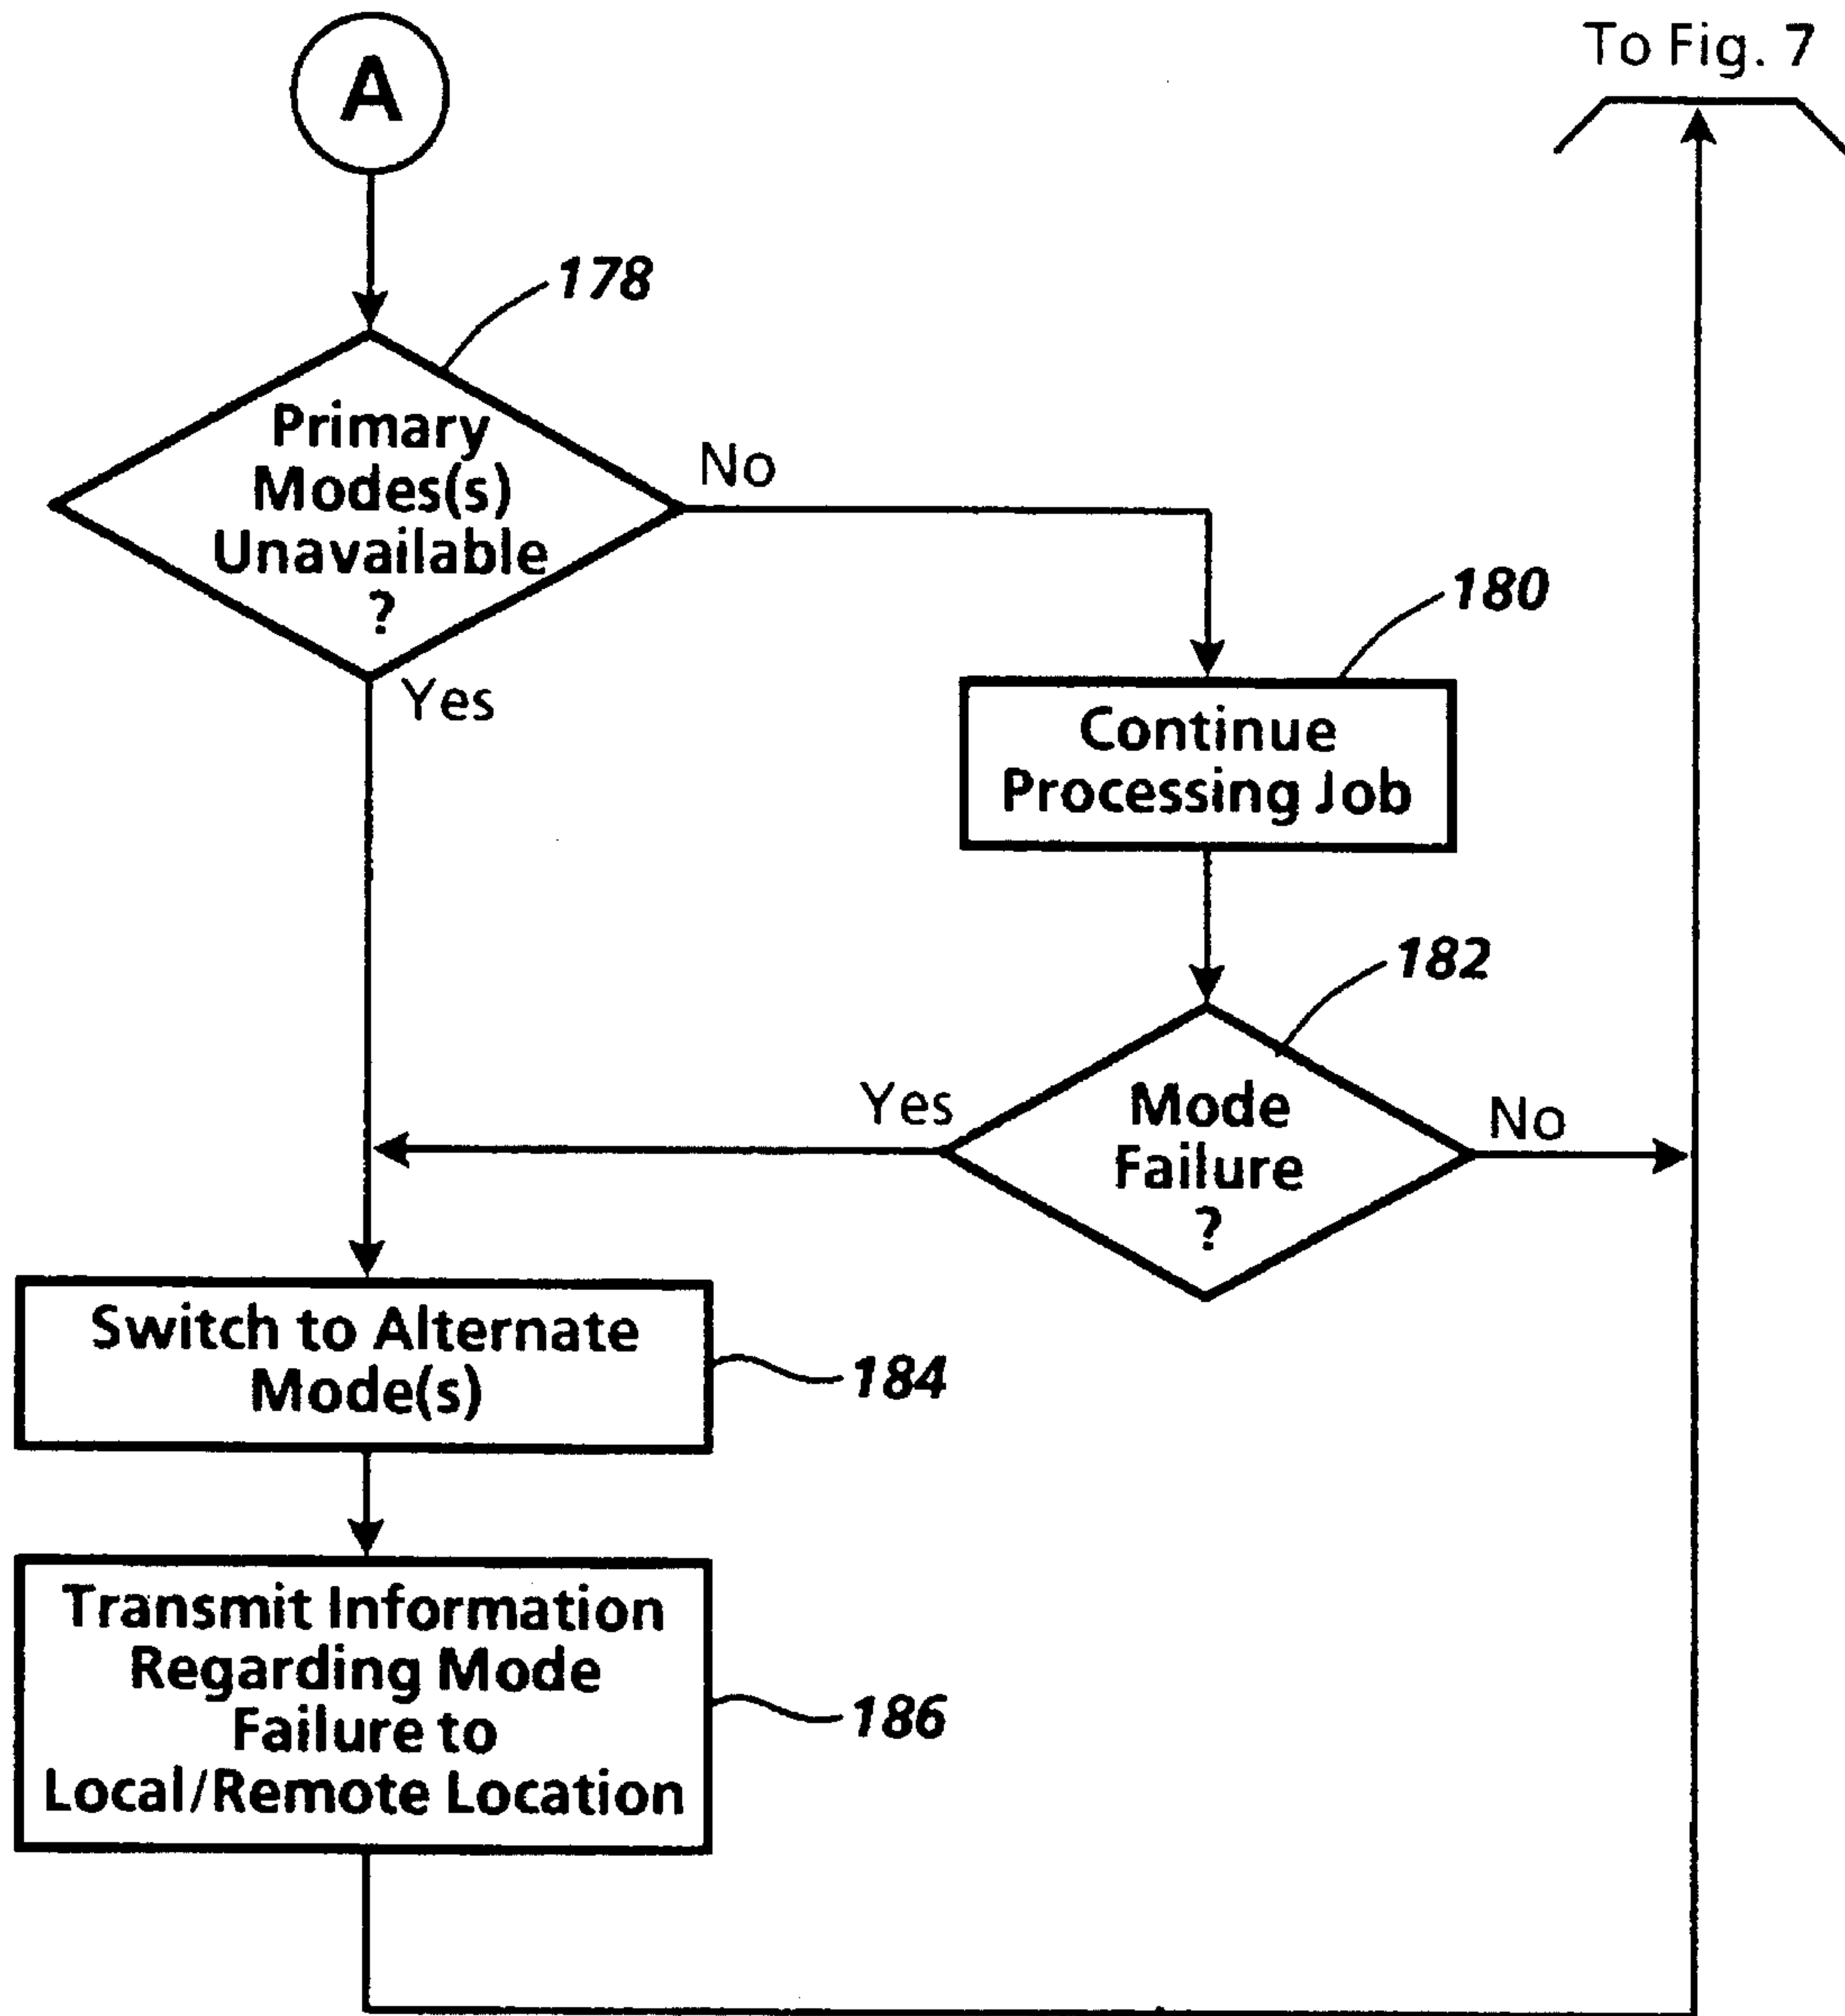 A
To Fig. 7
178
Primary
Modes(s)
Unavailable
?
No
Yes
180
Continue
Processing Job
182
Mode
Failure
?
Yes
No
Switch to Alternate
Mode(s)
184
Transmit Information
Regarding Mode
Failure to
Local/Remote Location
186